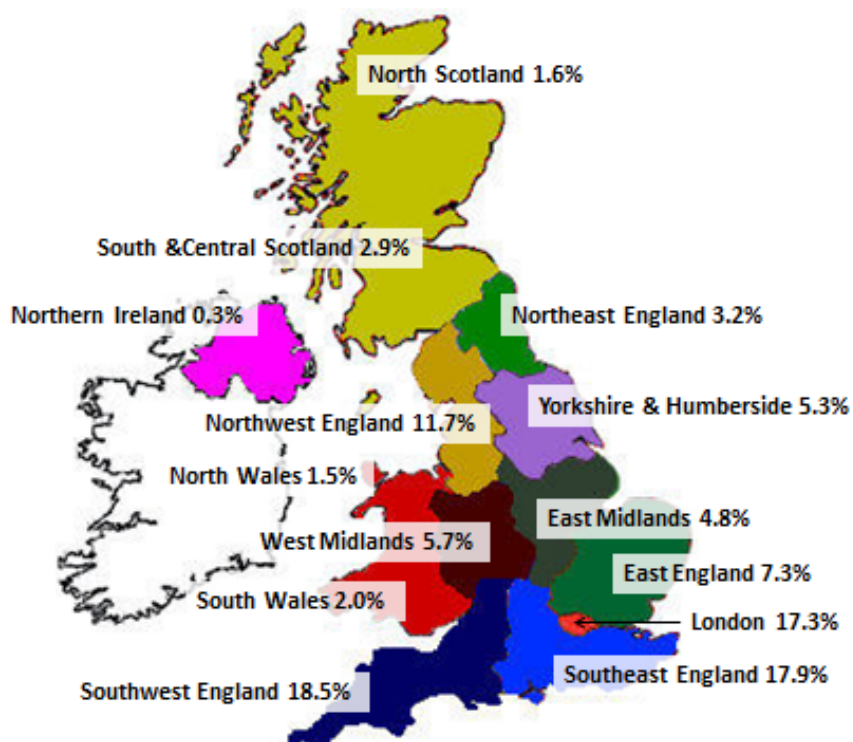 North Scotland 1.6%
South &Central Scotland 2.9%
Northern Ireland 0.3%
Northeast England 3.2%
Yorkshire & Humberside 5.3%
Northwest England 11.7%
North Wales 1.5%
East Midlands 4.8%
West Midlands 5.7%
East England 7.3%
South Wales 2.0%
London 17.3%
Southeast England 17.9%
Southwest England 18.5%